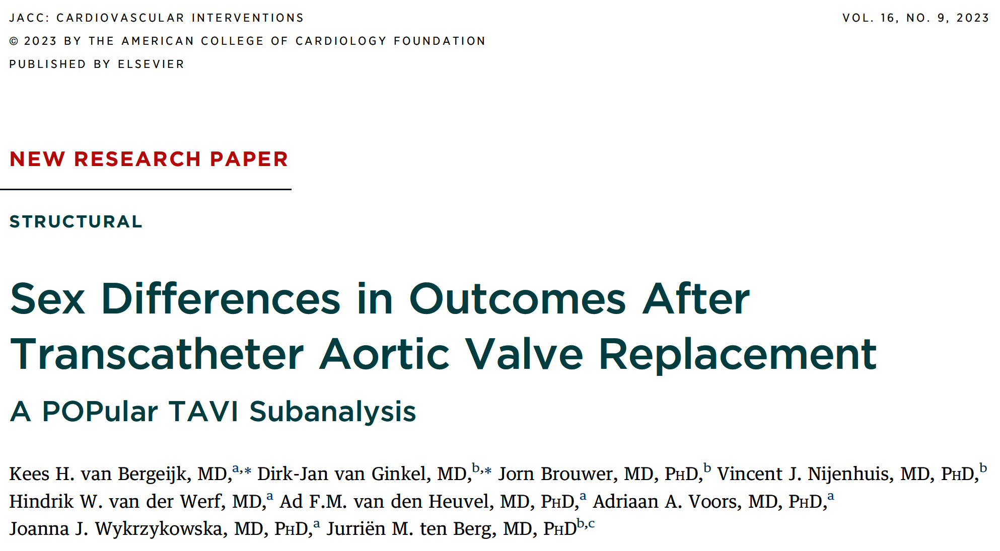 JACC: CARDIOVASCULAR INTERVENTIONS
VOL. 16, NO. 9, 2023
© 2023 BY THE AMERICAN COLLEGE OF CARDIOLOGY FOUNDATION
PUBLISHED BY ELSEVIER
NEW RESEARCH PAPER
STRUCTURAL
Sex Differences in Outcomes After
Transcatheter Aortic Valve Replacement
A POPular TAVI Subanalysis
Kees H. van Bergeijk, MD,a,* Dirk-Jan van Ginkel, MD,b,* Jorn Brouwer, MD, PHD,b Vincent J. Nijenhuis, MD, PHD,b
Hindrik W. van der Werf, MD,a Ad F.M. van den Heuvel, MD, PHD,a Adriaan A. Voors, MD, PHD,a
Joanna J. Wykrzykowska, MD, PHD,a Jurriën M. ten Berg, MD, PHDb,c